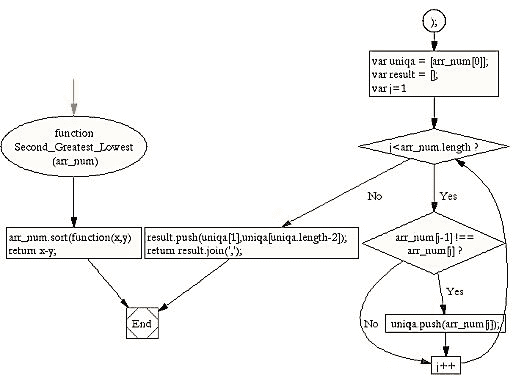 );
var uniqa = [arr_num[0]];
var result = [];
var j=1
function
Second_Greatest_Lowest
(arr_num)
j<arr_num.length ?
No
Yes
arr_num.sort(function(x,y)
return x-y;
result.push(uniqa[1],uniqa[uniqa.length-2]);
return result.join(',');
arr_num[j-1] !==
arr_num[j] ?
Yes
End
No
uniqa.push(arr_num[j]);
j++